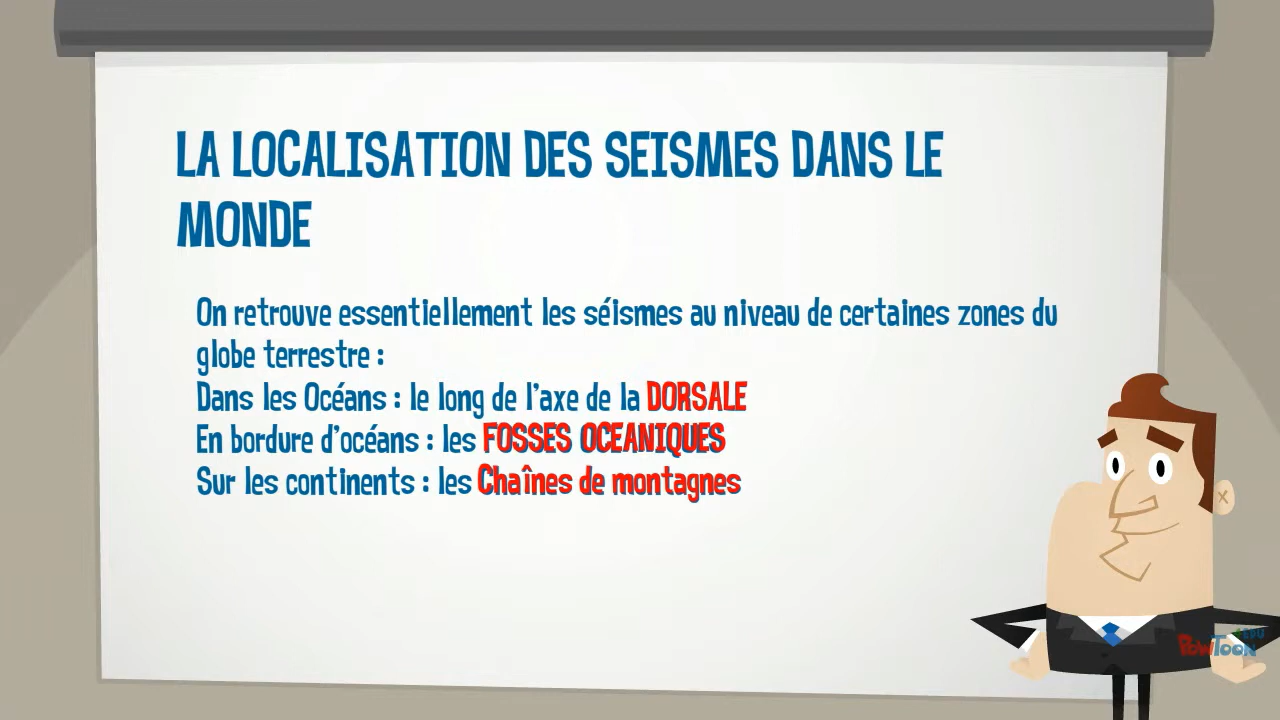 LA LOCALISATION DES SEISMES DANS LE
MONDE
On retrouve essentiellement les séismes au niveau de certaines zones du
globe terrestre :
Dans les Océans : le long de l'axe de la DORSALE
En bordure d'océans : les FOSSES OCEANIQUES
Sur les continents : les Chaînes de montagnes
EDU
POWTOON